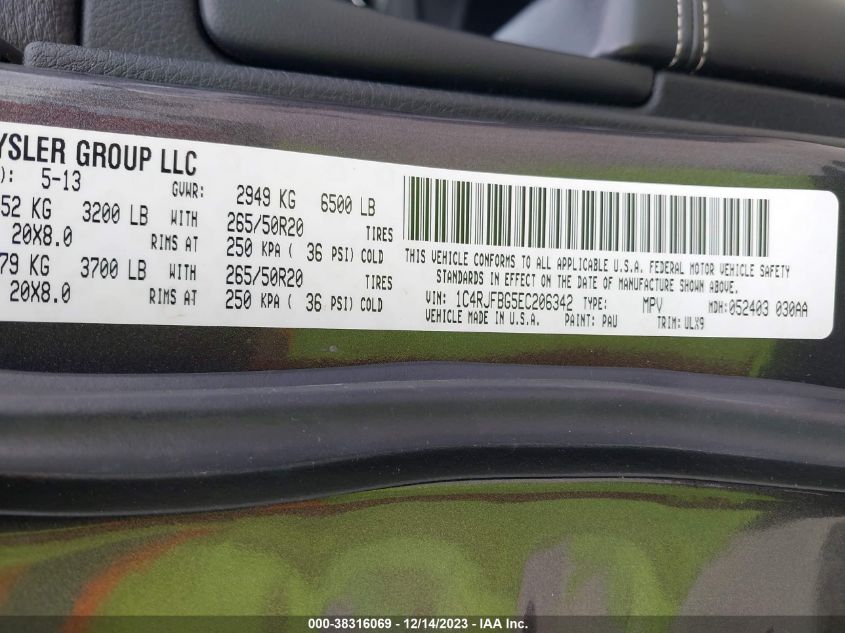 YSLER GROUP LLC
): 5-13 GVWR: 2949 KG 6500 LB
52 KG 3200 LB WITH 265/50R20 TIRES
20X8.0 RIMS AT 250 KPA ( 36 PSI) COLD
79 KG 3700 LB WITH 265/50R20 TIRES
20X8.0 RIMS AT 250 KPA ( 36 PSI) COLD
THIS VEHICLE CONFORMS TO ALL APPLICABLE U.S.A. FEDERAL MOTOR VEHICLE SAFETY
STANDARDS IN EFFECT ON THE DATE OF MANUFACTURE SHOWN ABOVE.
VIN: 1C4RJFBG5EC206342 TYPE: MPV MDH: 052403 030AA
VEHICLE MADE IN U.S.A. PAINT: PAU TRIM: ULX9
000-38316069 - 12/14/2023 - IAA Inc.